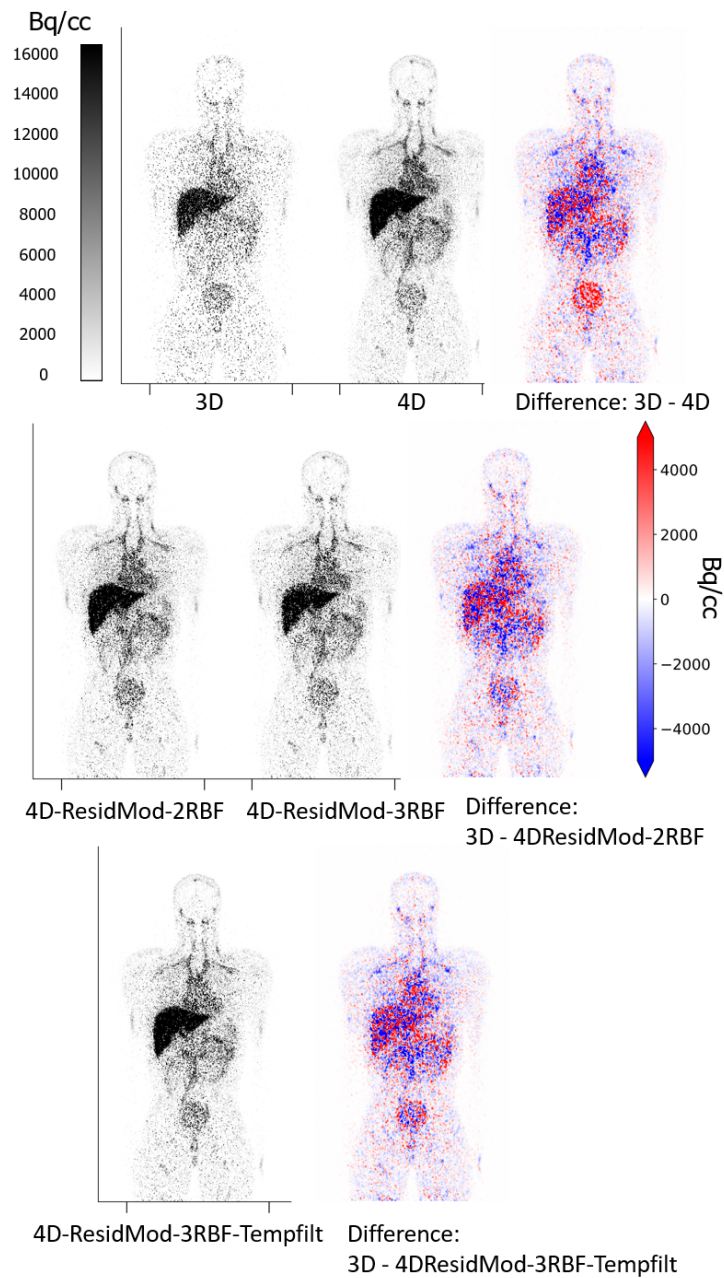 Bq/cc
16000
14000
12000
10000
8000
6000
4000
2000
0
3D
4D
Difference: 3D - 4D
4000
2000
0
−2000
−4000
Bq/cc
4D-ResidMod-2RBF
4D-ResidMod-3RBF
Difference:
3D - 4DResidMod-2RBF
4D-ResidMod-3RBF-Tempfilt
Difference:
3D - 4DResidMod-3RBF-Tempfilt